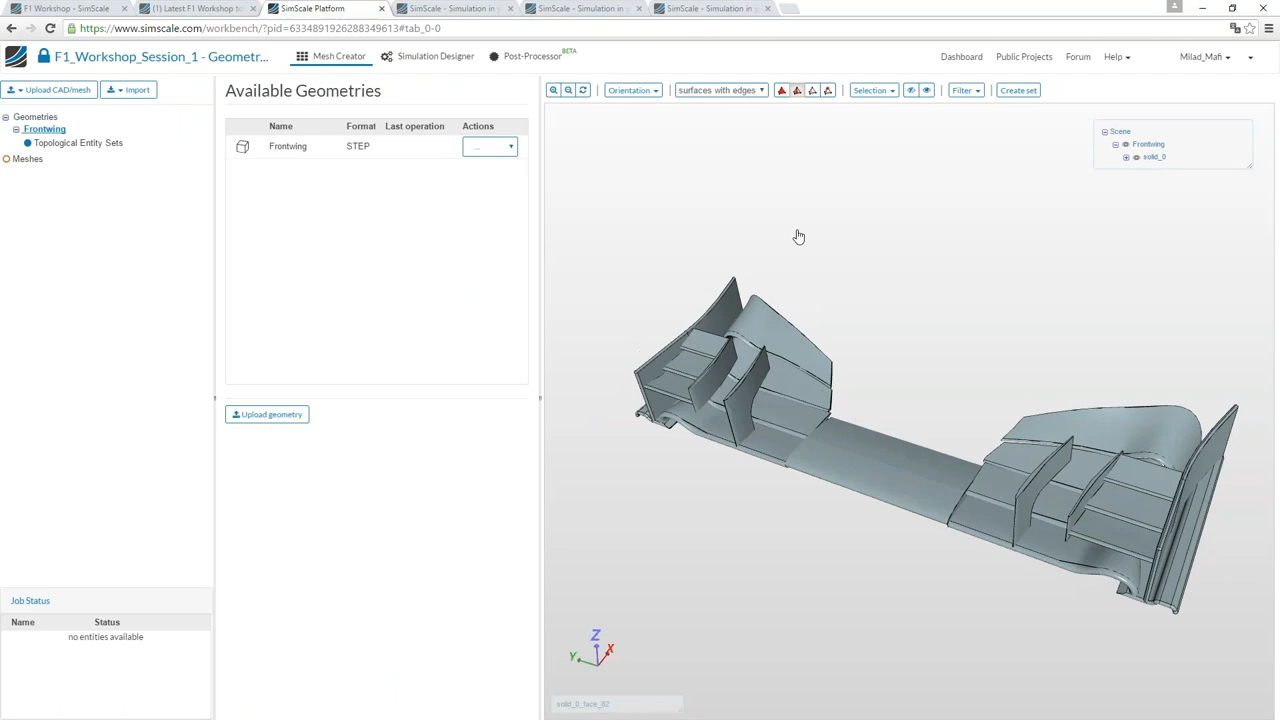 F1 Workshop - SimScale
(1) Latest F1 Workshop to
SimScale Platform
SimScale - Simulation in y
SimScale - Simulation in y
SimScale - Simulation in y
https://www.simscale.com/workbench/?pid=6334891926288349613#tab_0-0
F1_Workshop_Session_1 - Geometr...
Mesh Creator
Simulation Designer
Post-Processor BETA
Dashboard
Public Projects
Forum
Help
Milad_Mafi
Upload CAD/mesh
Import
Geometries
Frontwing
Topological Entity Sets
Meshes
Available Geometries
Name Format Last operation Actions
Frontwing STEP ...
Upload geometry
Orientation
surfaces with edges
Selection
Filter
Create set
Scene
Frontwing
solid_0
Job Status
Name Status
no entities available
Z
Y
X
solid_0_face_82